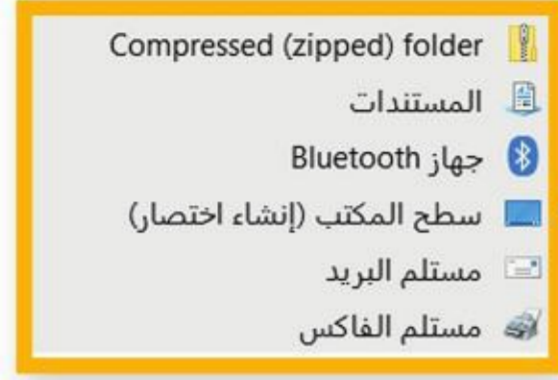 Compressed (zipped) folder
المستندات
جهاز Bluetooth
سطح المكتب (إنشاء اختصار)
مستلم البريد
مستلم الفاكس